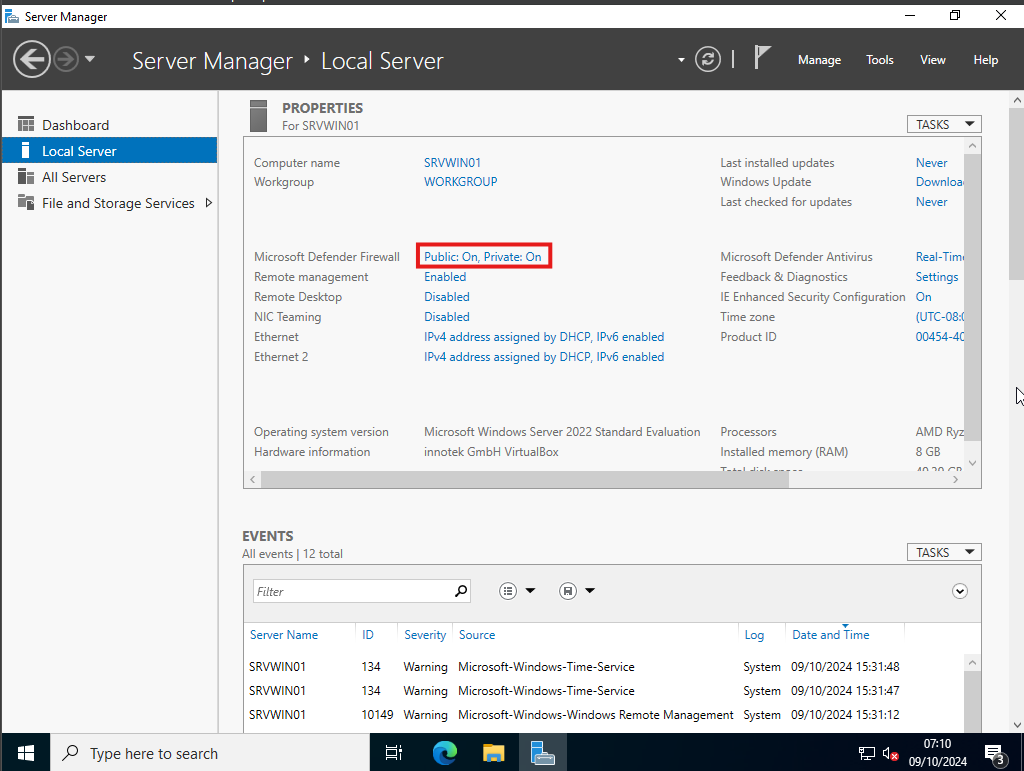 Server Manager
Server Manager ‣ Local Server
Manage Tools View Help
Dashboard
Local Server
All Servers
File and Storage Services
PROPERTIES
For SRVWIN01
TASKS
Computer name SRVWIN01 Last installed updates Never
Workgroup WORKGROUP Windows Update Downloa
Last checked for updates Never
Microsoft Defender Firewall Public: On, Private: On Microsoft Defender Antivirus Real-Time
Remote management Enabled Feedback & Diagnostics Settings
Remote Desktop Disabled IE Enhanced Security Configuration On
NIC Teaming Disabled Time zone (UTC-08:0
Ethernet IPv4 address assigned by DHCP, IPv6 enabled Product ID 00454-40
Ethernet 2 IPv4 address assigned by DHCP, IPv6 enabled
Operating system version Microsoft Windows Server 2022 Standard Evaluation Processors AMD Ryz
Hardware information innotek GmbH VirtualBox Installed memory (RAM) 8 GB
Total disk space
EVENTS
All events | 12 total
TASKS
Filter
Server Name ID Severity Source Log Date and Time
SRVWIN01 134 Warning Microsoft-Windows-Time-Service System 09/10/2024 15:31:48
SRVWIN01 134 Warning Microsoft-Windows-Time-Service System 09/10/2024 15:31:47
SRVWIN01 10149 Warning Microsoft-Windows-Windows Remote Management System 09/10/2024 15:31:12
Type here to search
07:10
09/10/2024
3